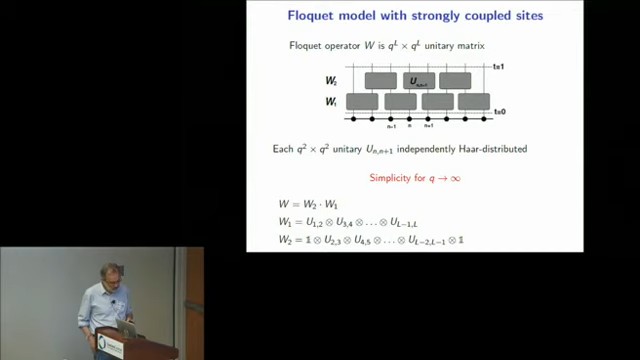 Floquet model with strongly coupled sites
Floquet operator W is q^L × q^L unitary matrix
t=1
W₂
U_{n,n+1}
W₁
t=0
n-1 n n+1
Each q² × q² unitary U_{n,n+1} independently Haar-distributed
Simplicity for q → ∞
W = W₂ · W₁
W₁ = U_{1,2} ⊗ U_{3,4} ⊗ … ⊗ U_{L−1,L}
W₂ = 𝟙 ⊗ U_{2,3} ⊗ U_{4,5} ⊗ … ⊗ U_{L−2,L−1} ⊗ 𝟙